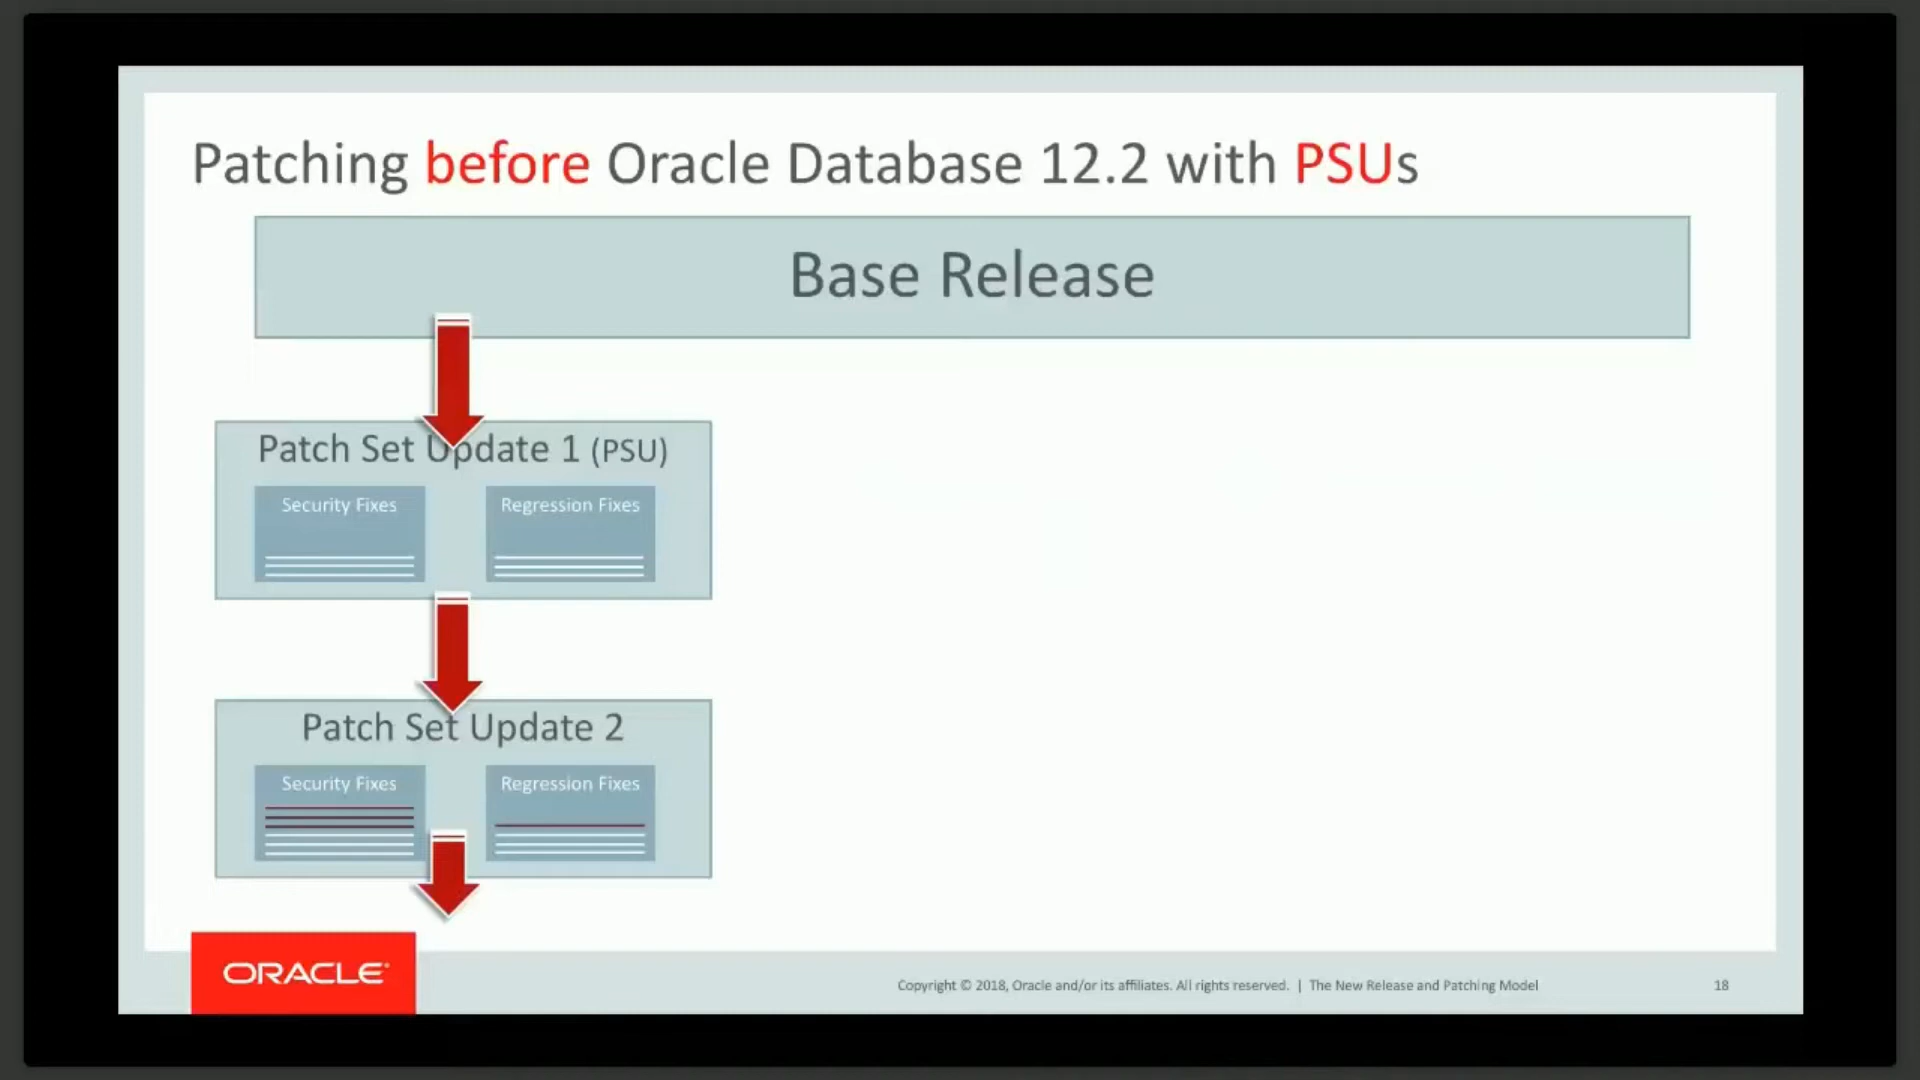 Patching before Oracle Database 12.2 with PSUs
Base Release
Patch Set Update 1 (PSU)
Security Fixes
Regression Fixes
Patch Set Update 2
Security Fixes
Regression Fixes
ORACLE
Copyright © 2018, Oracle and/or its affiliates. All rights reserved. | The New Release and Patching Model
18